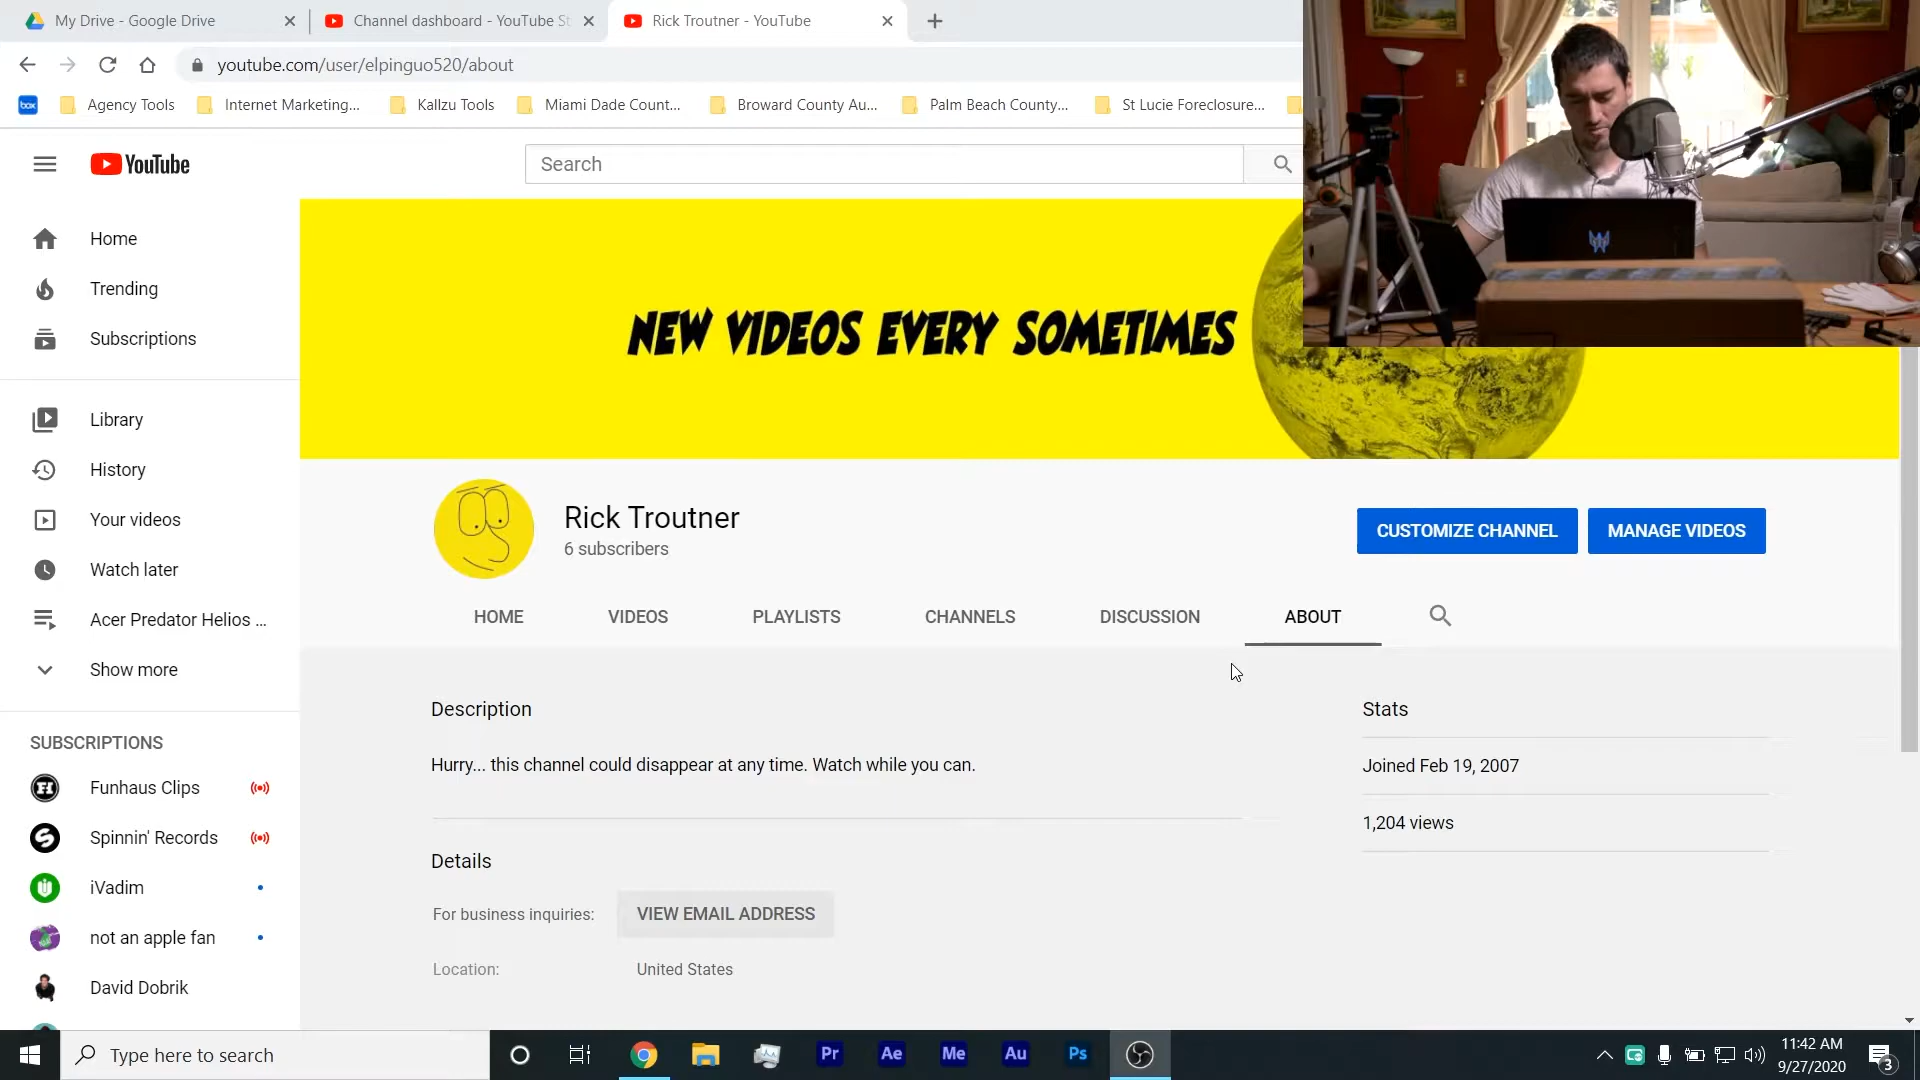 My Drive - Google Drive
Channel dashboard - YouTube St
Rick Troutner - YouTube
youtube.com/user/elpinguo520/about
box
Agency Tools
Internet Marketing...
Kallzu Tools
Miami Dade Count...
Broward County Au...
Palm Beach County...
St Lucie Foreclosure...
YouTube
Search
Home
Trending
Subscriptions
Library
History
Your videos
Watch later
Acer Predator Helios ...
Show more
SUBSCRIPTIONS
Funhaus Clips
Spinnin' Records
iVadim
not an apple fan
David Dobrik
NEW VIDEOS EVERY SOMETIMES
Rick Troutner
6 subscribers
CUSTOMIZE CHANNEL
MANAGE VIDEOS
HOME
VIDEOS
PLAYLISTS
CHANNELS
DISCUSSION
ABOUT
Description
Hurry... this channel could disappear at any time. Watch while you can.
Details
For business inquiries:
VIEW EMAIL ADDRESS
Location:
United States
Stats
Joined Feb 19, 2007
1,204 views
Type here to search
Pr
Ae
Me
Au
Ps
11:42 AM
9/27/2020
3